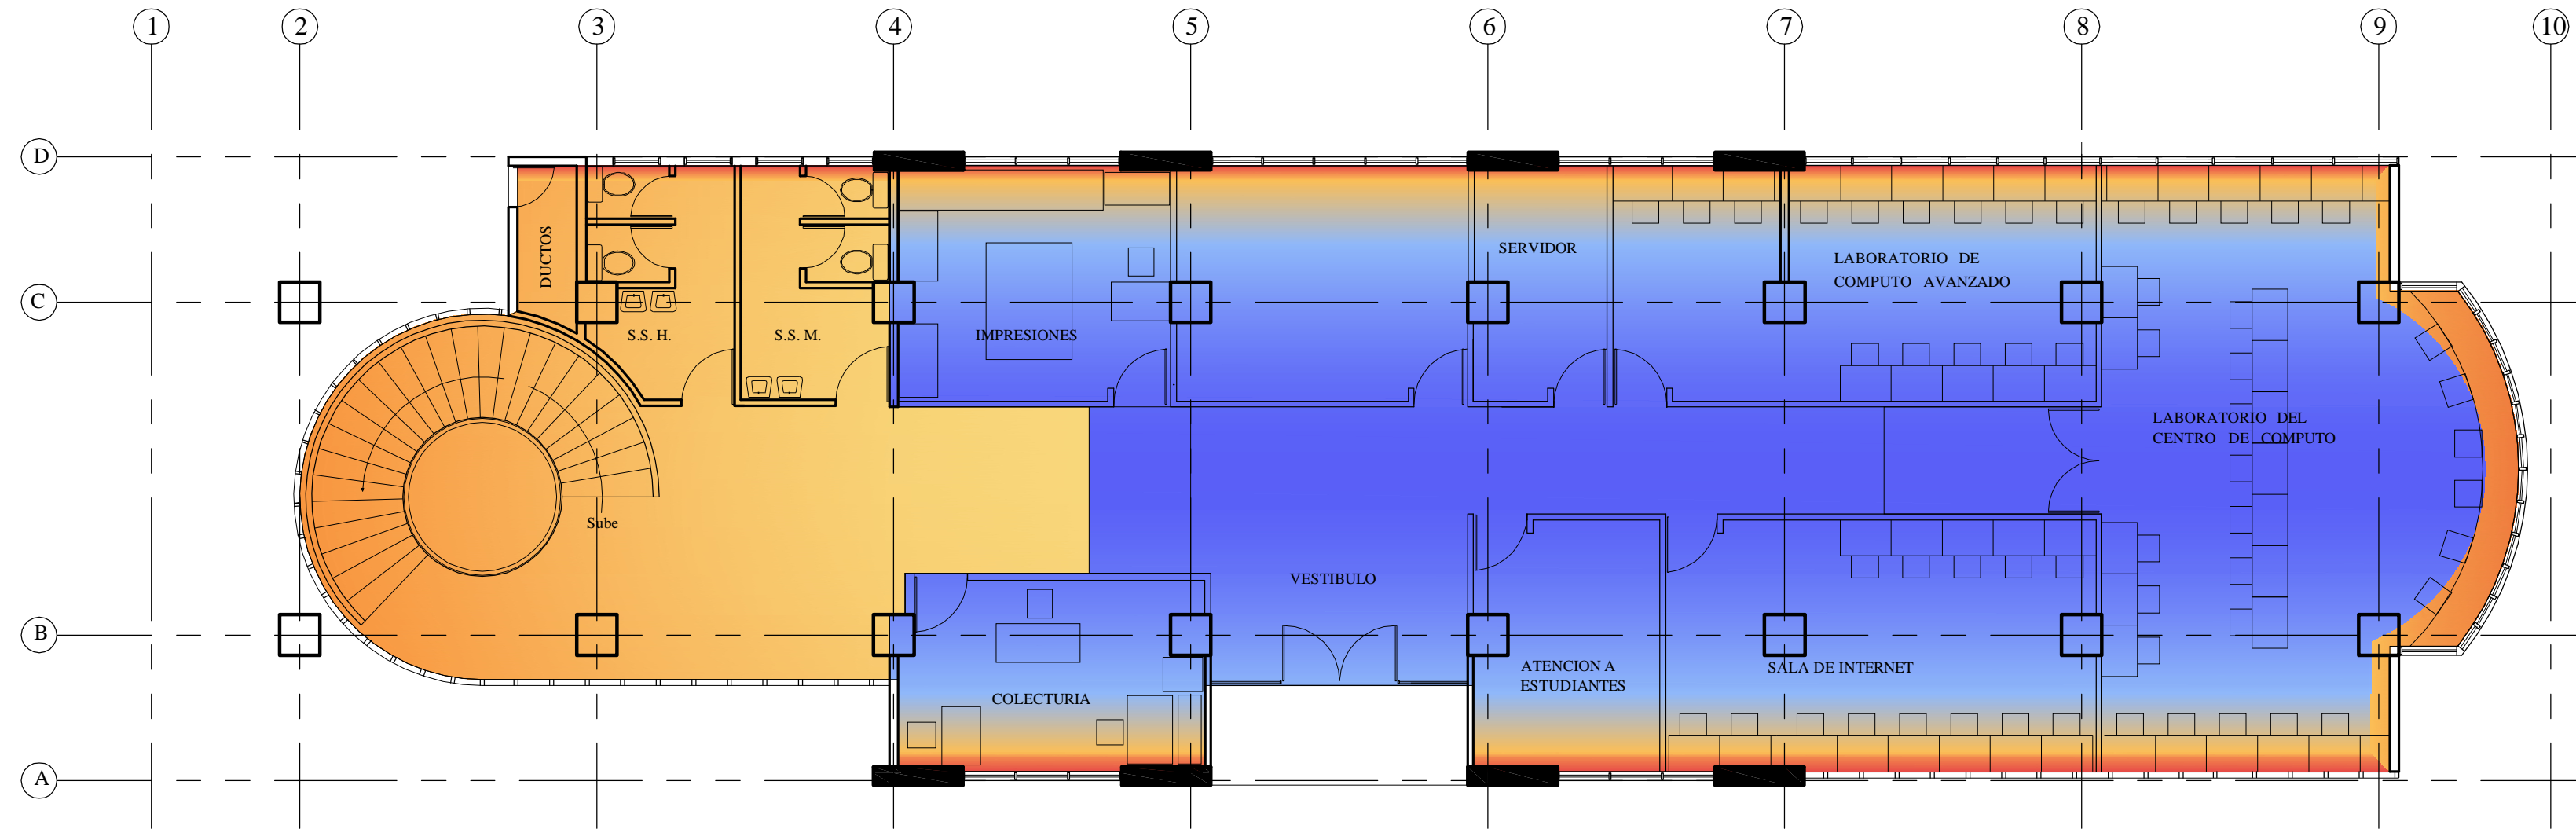 1
2
3
4
5
6
7
8
9
10
D
C
B
A
DUCTOS
S.S. H.
S.S. M.
IMPRESIONES
SERVIDOR
LABORATORIO DE
COMPUTO AVANZADO
LABORATORIO DEL
CENTRO DE COMPUTO
Sube
VESTIBULO
COLECTURIA
ATENCION A
ESTUDIANTES
SALA DE INTERNET